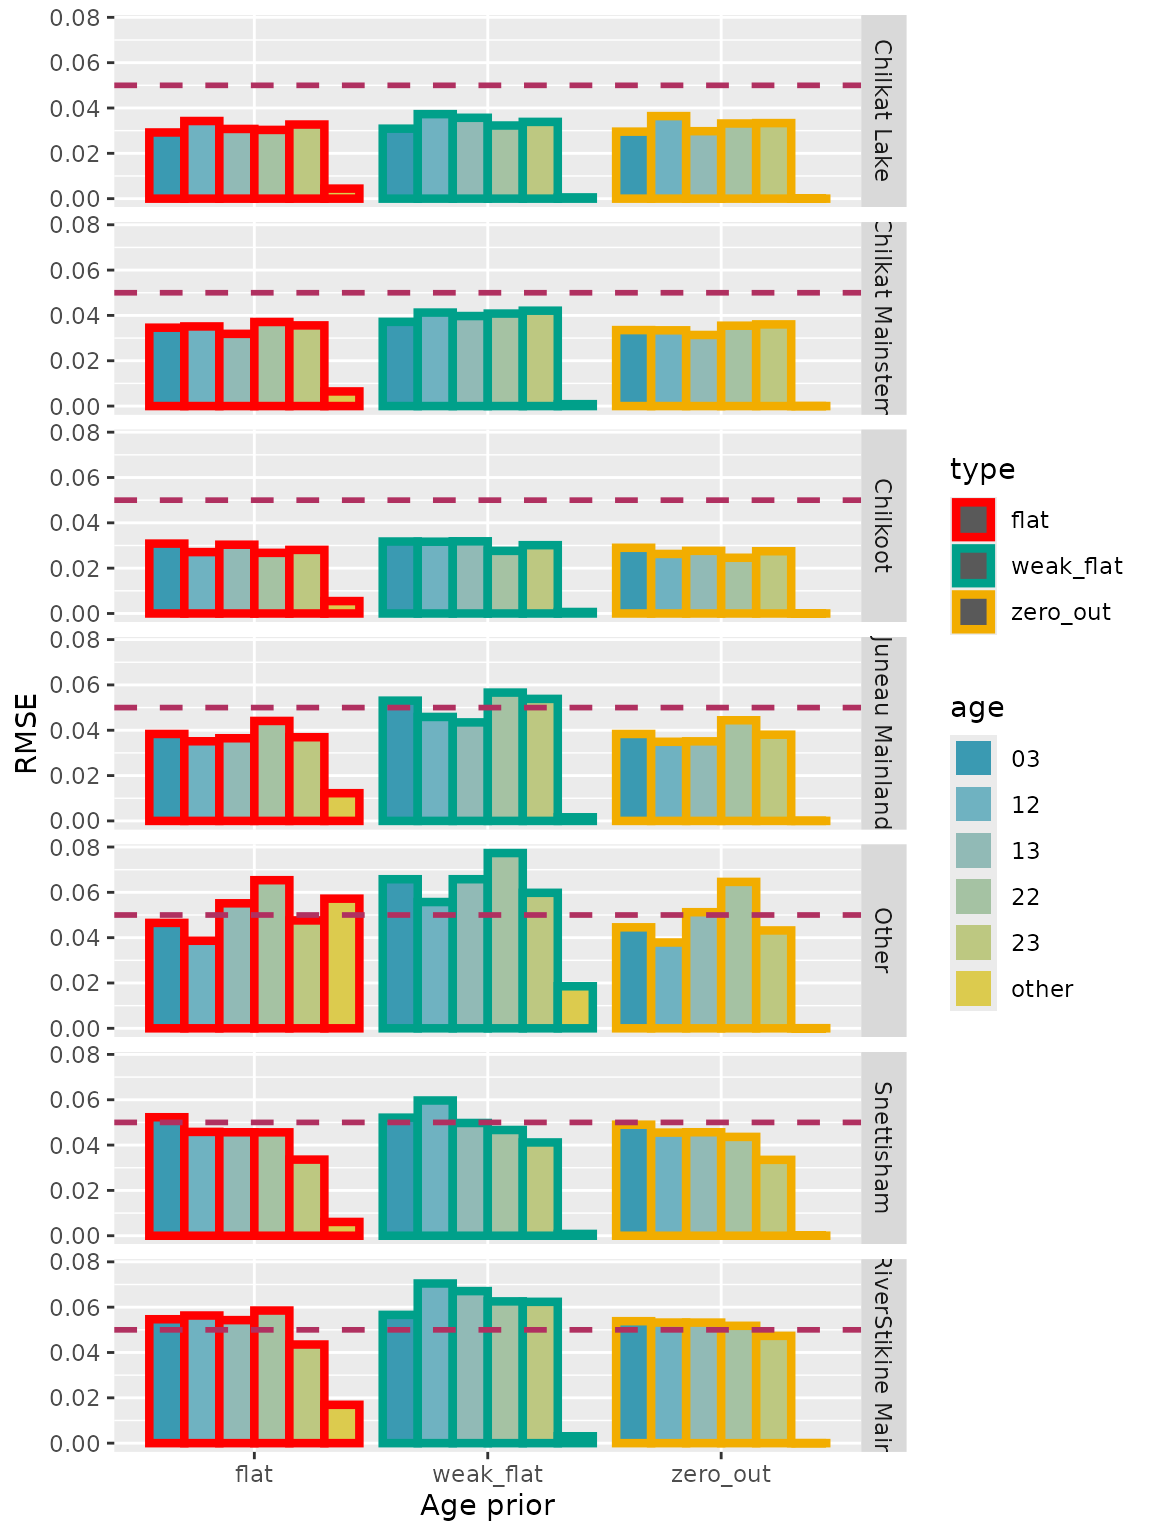 0.08
0.06
0.04
0.02
0.00
Chilkat Lake
0.08
0.06
0.04
0.02
0.00
Chilkat Mainstem
0.08
0.06
0.04
0.02
0.00
Chilkoot
0.08
0.06
0.04
0.02
0.00
Juneau Mainland
0.08
0.06
0.04
0.02
0.00
Other
0.08
0.06
0.04
0.02
0.00
Snettisham
0.08
0.06
0.04
0.02
0.00
RiverStikine Main
RMSE
flat
weak_flat
zero_out
Age prior
type
flat
weak_flat
zero_out
age
03
12
13
22
23
other